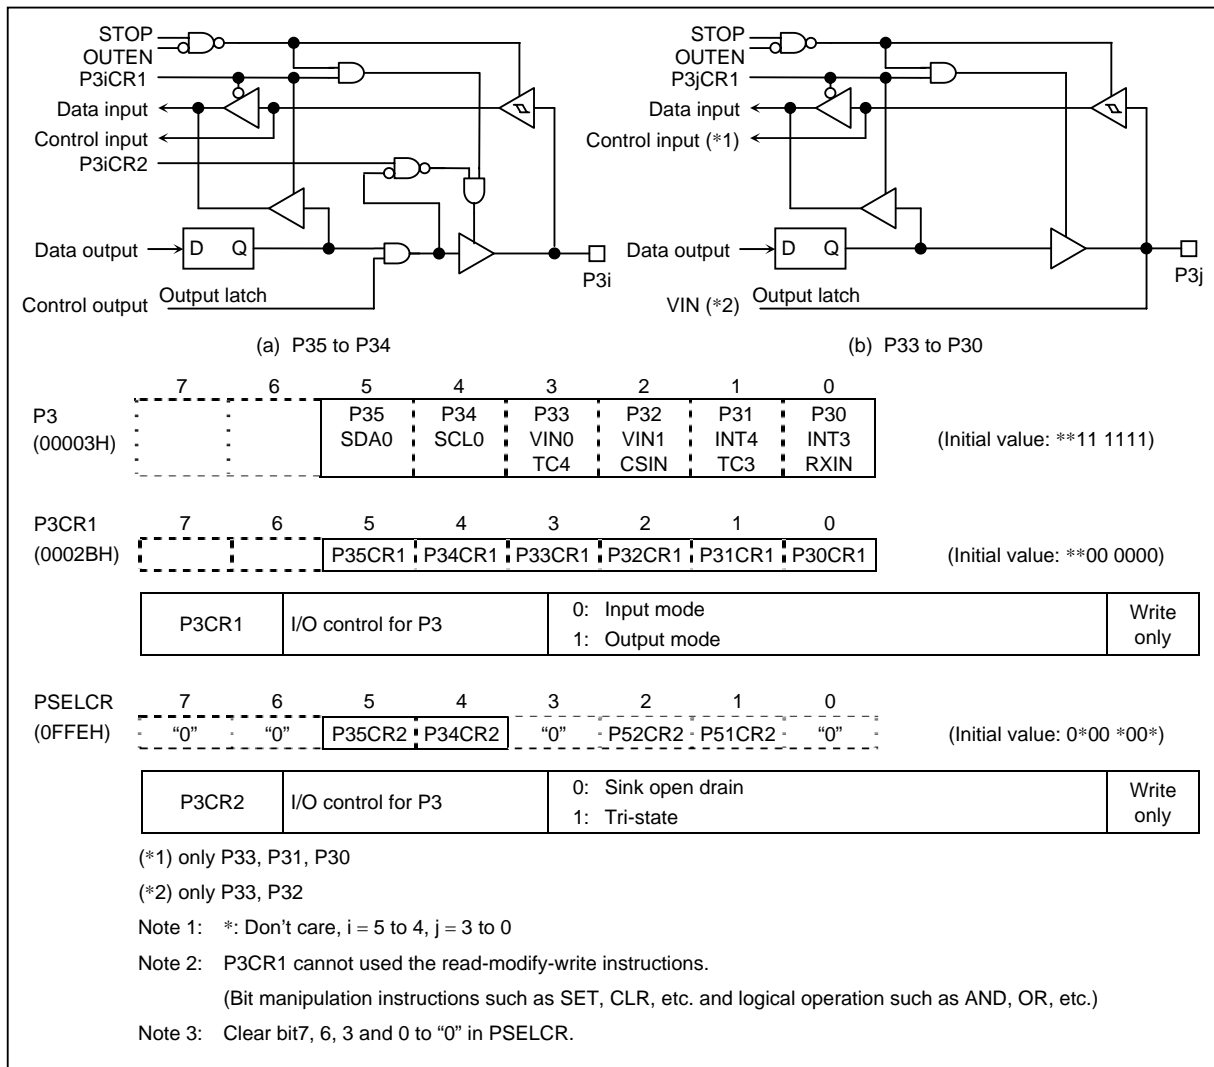 STOP
OUTEN
P3iCR1
Data input
Control input
P3iCR2
Data output
D Q
P3i
Control output
Output latch
(a) P35 to P34
STOP
OUTEN
P3jCR1
Data input
Control input (*1)
Data output
D Q
P3j
VIN (*2)
Output latch
(b) P33 to P30
7 6 5 4 3 2 1 0
P3
(00003H)
P35 P34 P33 P32 P31 P30
SDA0 SCL0 VIN0 VIN1 INT4 INT3
TC4 CSIN TC3 RXIN
(Initial value: **11 1111)
P3CR1
(0002BH)
7 6 5 4 3 2 1 0
P35CR1 P34CR1 P33CR1 P32CR1 P31CR1 P30CR1
(Initial value: **00 0000)
P3CR1
I/O control for P3
0: Input mode
1: Output mode
Write
only
PSELCR
(0FFEH)
7 6 5 4 3 2 1 0
“0” “0” P35CR2 P34CR2 “0” P52CR2 P51CR2 “0”
(Initial value: 0*00 *00*)
P3CR2
I/O control for P3
0: Sink open drain
1: Tri-state
Write
only
(*1) only P33, P31, P30
(*2) only P33, P32
Note 1: *: Don’t care, i = 5 to 4, j = 3 to 0
Note 2: P3CR1 cannot used the read-modify-write instructions.
(Bit manipulation instructions such as SET, CLR, etc. and logical operation such as AND, OR, etc.)
Note 3: Clear bit7, 6, 3 and 0 to “0” in PSELCR.